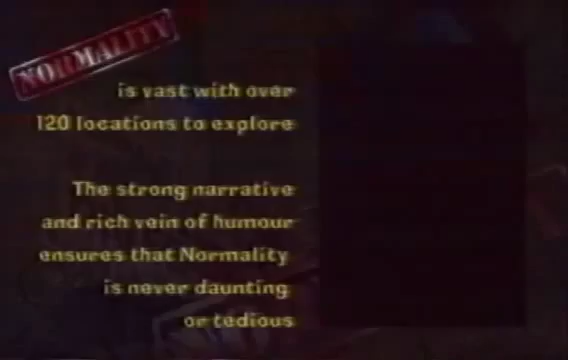 NORMALITY
is vast with over
120 locations to explore
The strong narrative
and rich vein of humour
ensures that Normality
is never daunting
or tedious